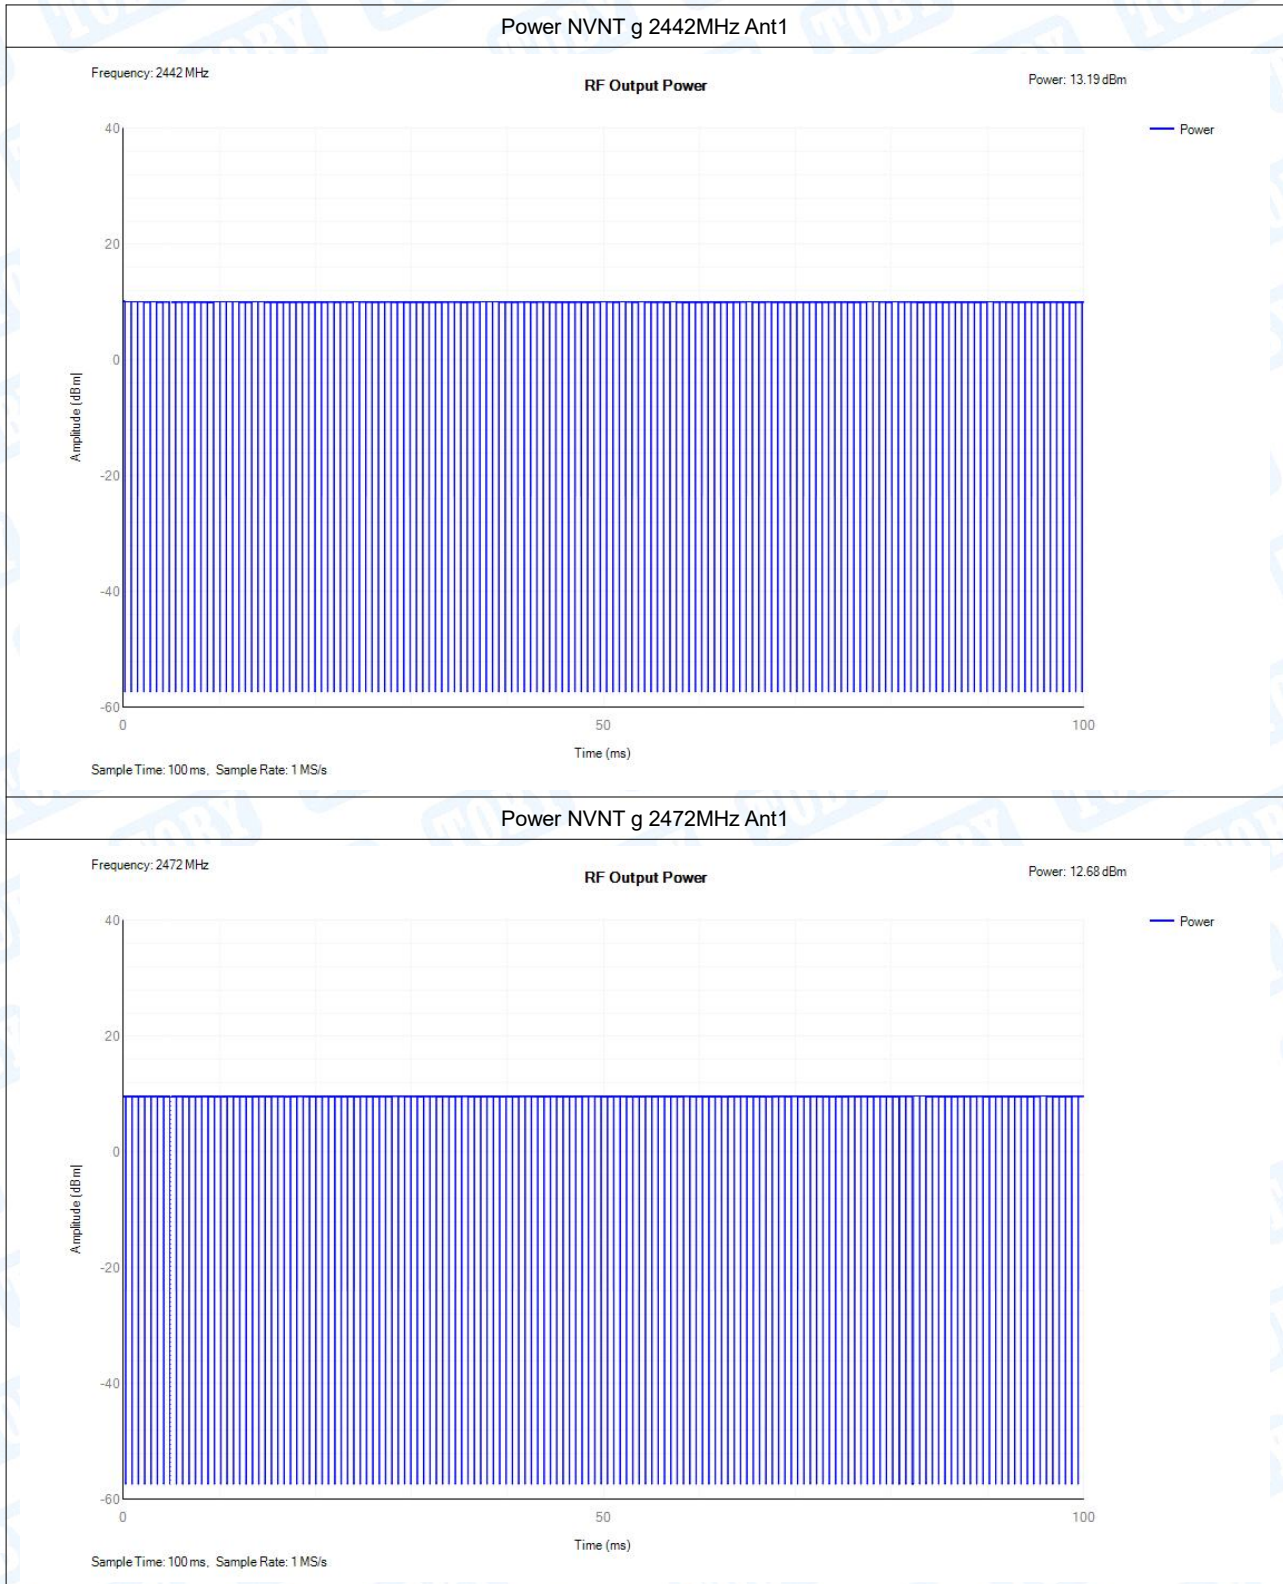 Power NVNT g 2442MHz Ant1
Frequency: 2442 MHz
RF Output Power
Power: 13.19 dBm
Power
40
20
0
-20
-40
-60
Amplitude (dBm)
0 50 100
Time (ms)
Sample Time: 100 ms, Sample Rate: 1 MS/s
Power NVNT g 2472MHz Ant1
Frequency: 2472 MHz
RF Output Power
Power: 12.68 dBm
Power
40
20
0
-20
-40
-60
Amplitude (dBm)
0 50 100
Time (ms)
Sample Time: 100 ms, Sample Rate: 1 MS/s
TOBY